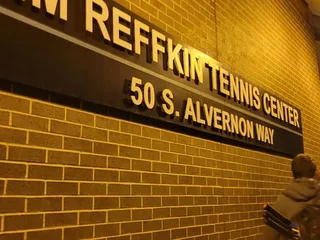 M REFFKIN TENNIS CENTER
50 S. ALVERNON WAY